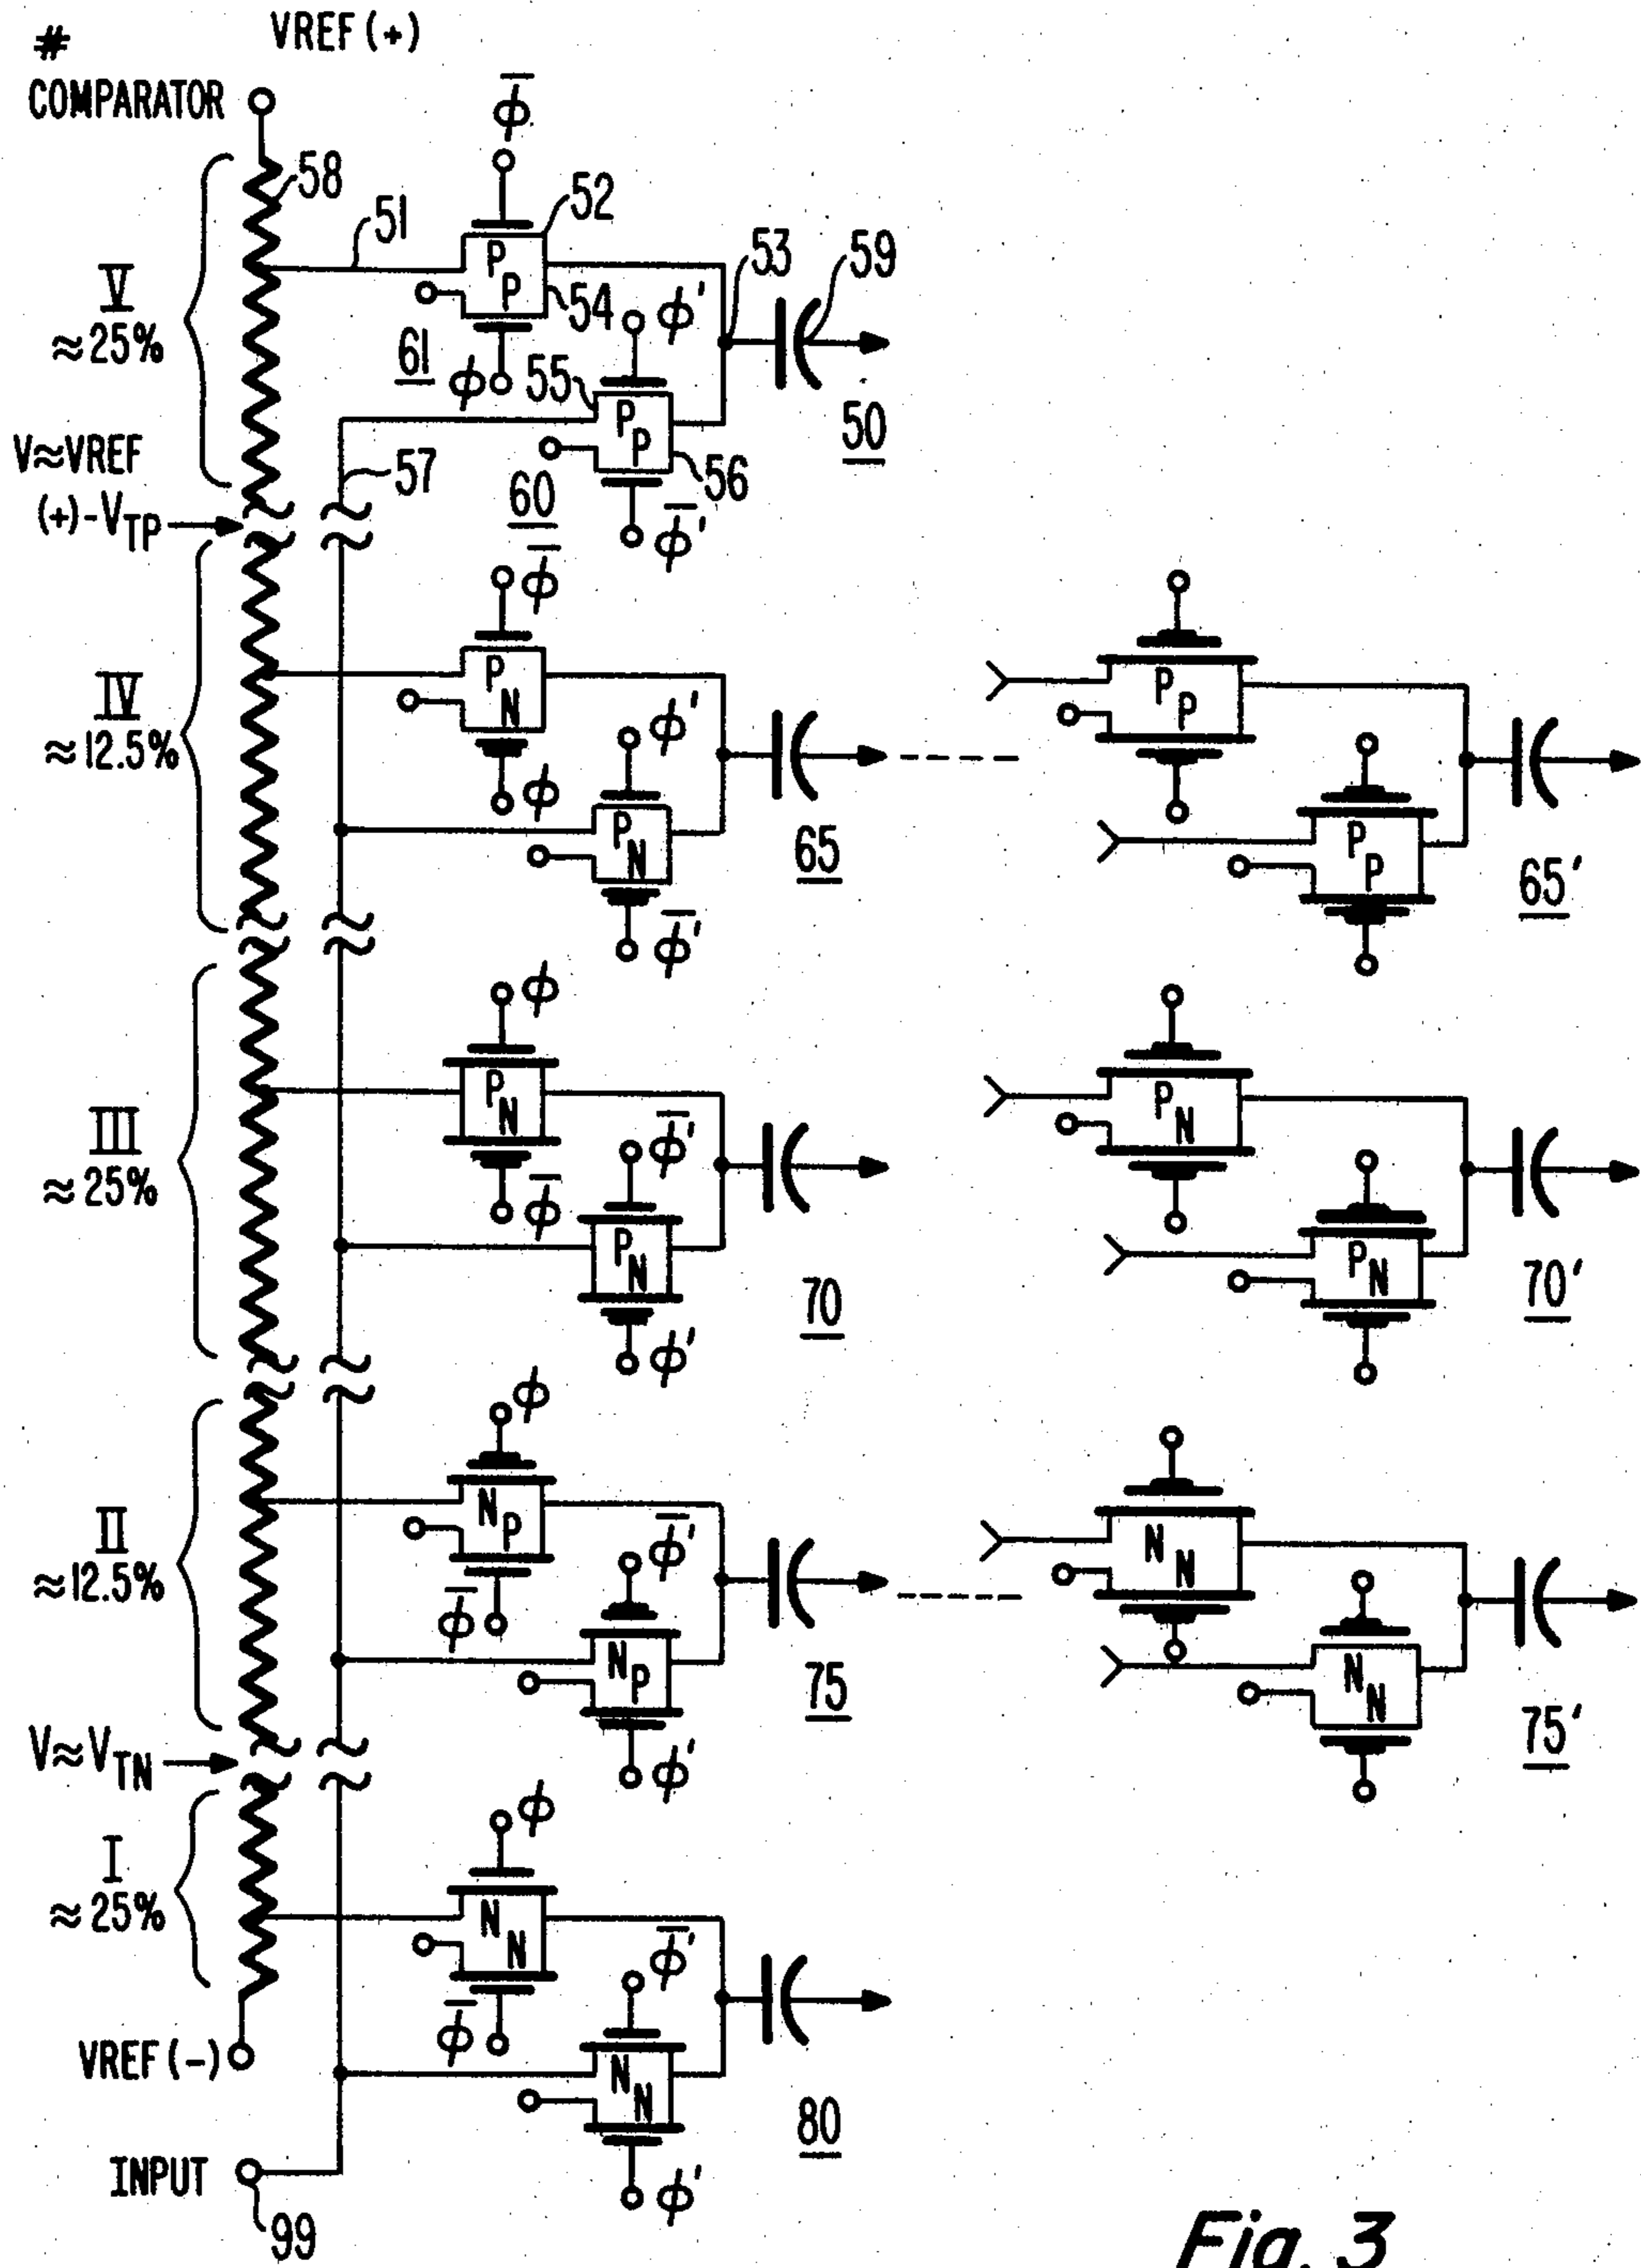 #
COMPARATOR
VREF (+)
φ̅
58
51
52
P
P
54
53
59
V
≈25%
61
φ
φ'
55
P
P
56
50
V≈VREF
(+)-V_TP
57
60
φ̅'
φ̅
IV
≈12.5%
P
N
φ
φ'
P
N
φ̅'
65
P
P
P
P
65'
φ
III
≈25%
P
N
φ̅
φ̅'
P
N
φ'
70
P
N
P
N
70'
φ
II
≈12.5%
N
P
φ̅
φ̅'
N
P
φ'
75
N
N
N
N
75'
V≈V_TN
φ
I
≈25%
N
N
φ̅
φ̅'
N
N
φ'
80
VREF (-)
INPUT
99
Fig. 3